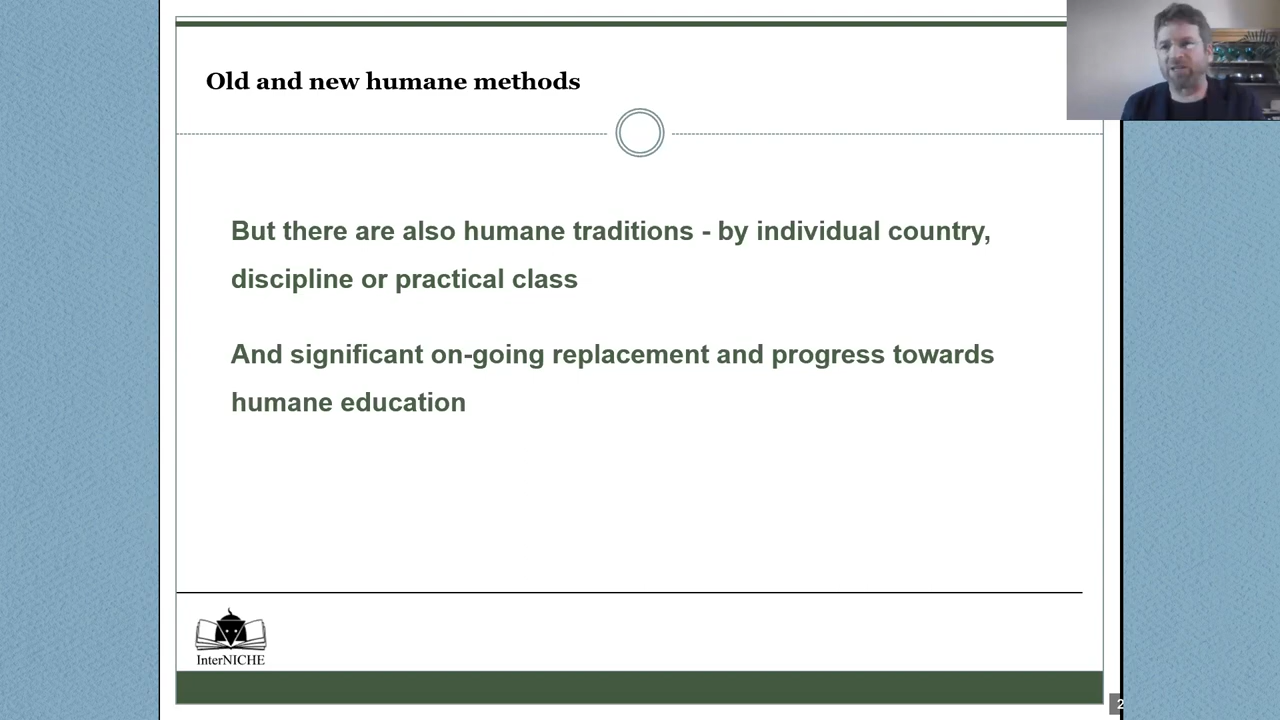 Old and new humane methods
But there are also humane traditions - by individual country,
discipline or practical class
And significant on-going replacement and progress towards
humane education
InterNICHE
2